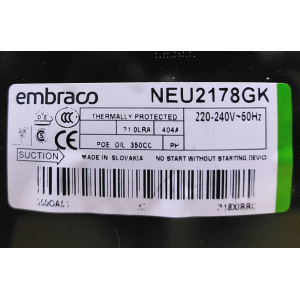 embraco NEU2178GK
THERMALLY PROTECTED 220-240V~50Hz
21.0LRA 404A
POE OIL 350CC PH
SUCTION
MADE IN SLOVAKIA NO START WITHOUT STARTING DEVICE